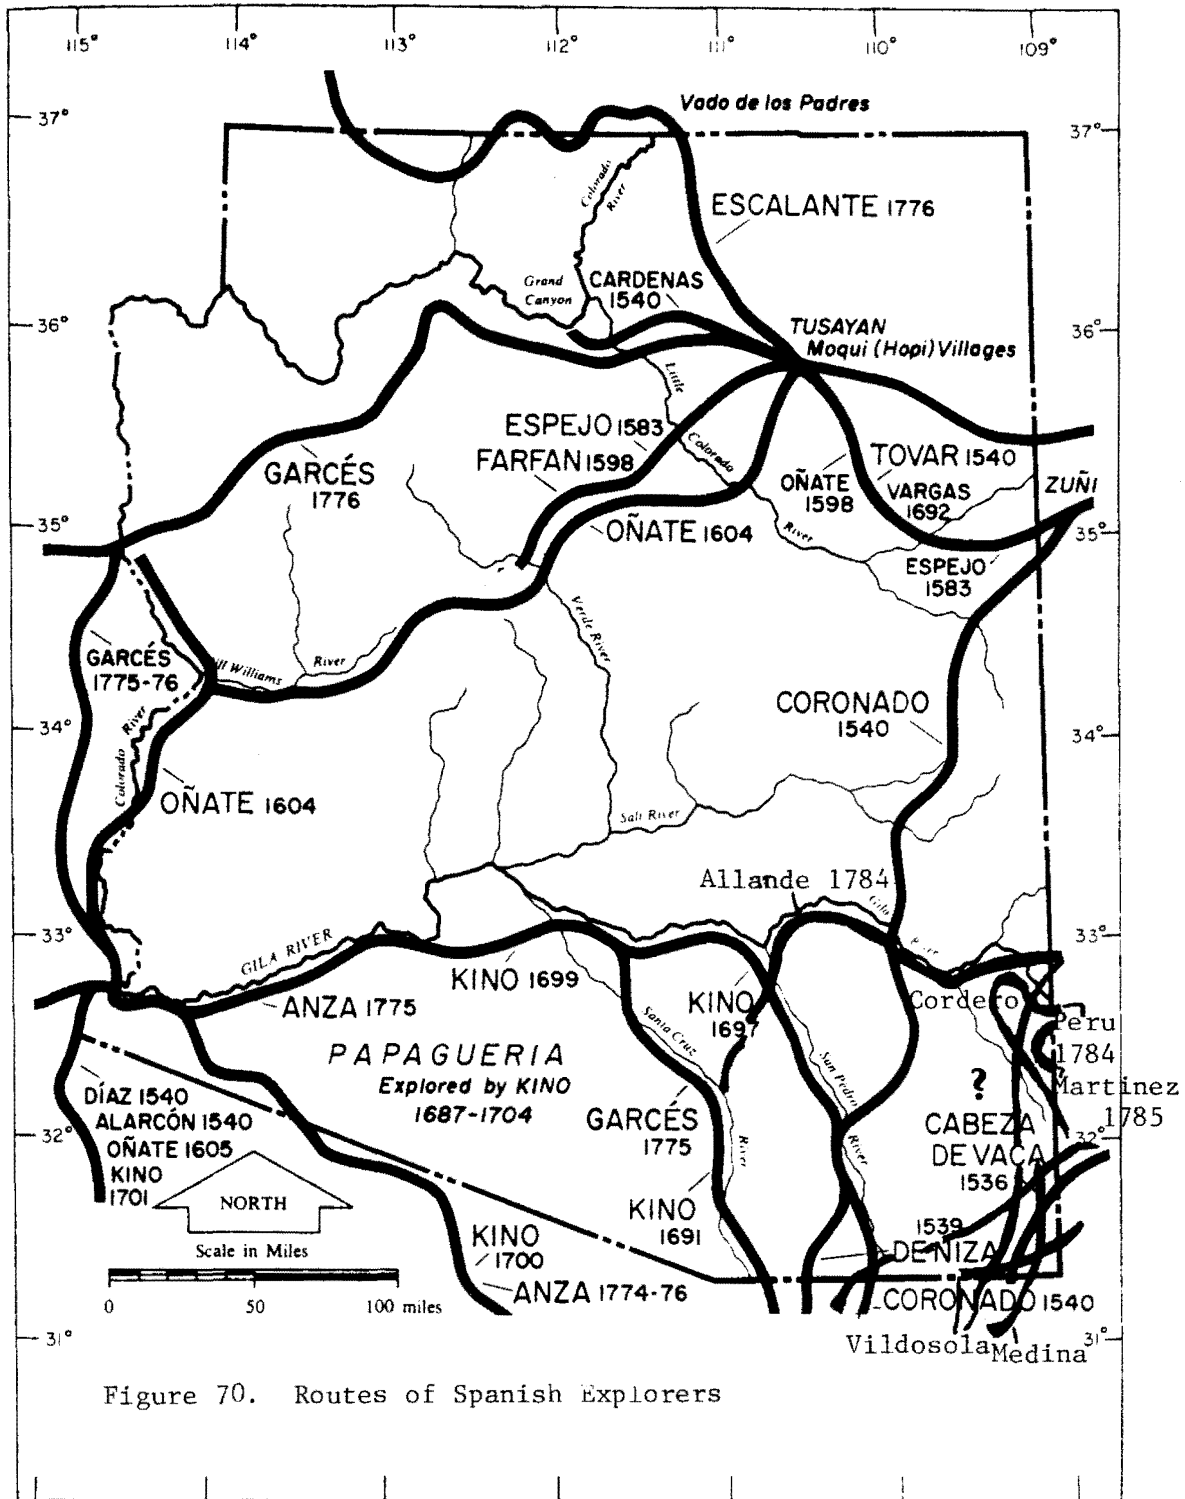 115° 114° 113° 112° 111° 110° 109°
37°
37°
Vado de los Padres
Colorado
River
ESCALANTE 1776
Grand
Canyon
CARDENAS
1540
36°
36°
TUSAYAN
Moqui (Hopi) Villages
Little
Colorado
River
ESPEJO 1583
FARFAN 1598
GARCÉS
1776
TOVAR 1540
OÑATE
1598
VARGAS
1692
ZUÑI
35°
35°
OÑATE 1604
ESPEJO
1583
Verde River
GARCÉS
1775-76
Williams
River
Colorado
River
34°
34°
CORONADO
1540
OÑATE 1604
Salt River
Allande 1784
Gila
River
33°
33°
GILA RIVER
KINO 1699
ANZA 1775
KINO
1697
Cordero
Peru
1784
Martinez
1785
Santa Cruz
River
San Pedro
River
PAPAGUERIA
Explored by KINO
1687-1704
?
CABEZA
DE VACA
1536
DÍAZ 1540
ALARCÓN 1540
OÑATE 1605
KINO
1701
GARCÉS
1775
32°
32°
NORTH
Scale in Miles
0 50 100 miles
KINO
1691
KINO
1700
ANZA 1774-76
1539
DE NIZA
CORONADO 1540
31°
31°
Vildosola
Medina
Figure 70. Routes of Spanish Explorers